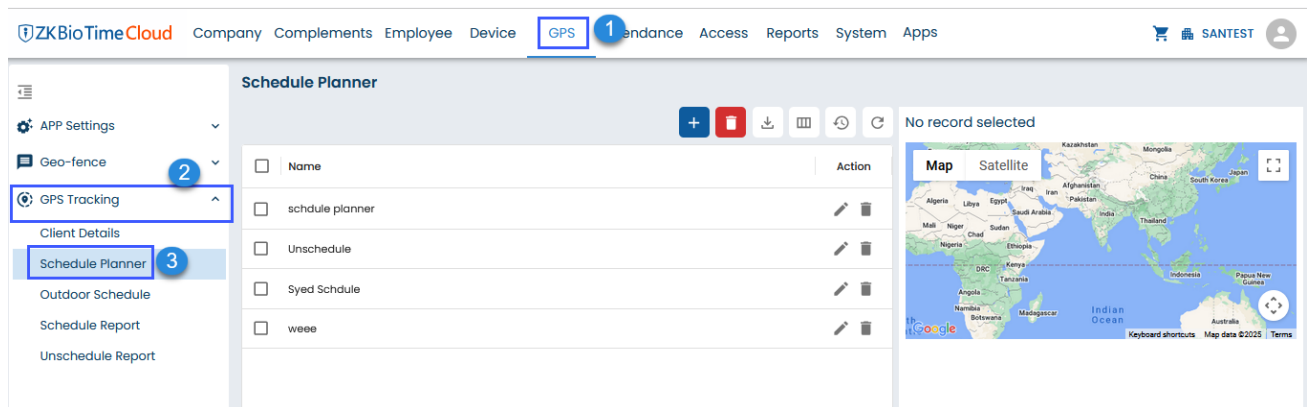 ZKBioTime Cloud Company Complements Employee Device GPS 1 endance Access Reports System Apps SANTEST
Schedule Planner
APP Settings
No record selected
Geo-fence
2
Name Action
Map Satellite
GPS Tracking
schdule planner
Client Details
Unschedule
Schedule Planner 3
Syed Schdule
Outdoor Schedule
Schedule Report
weee
Unschedule Report
Kazakhstan
Mongolia
China
Japan
South Korea
Afghanistan
Iraq
Iran
Pakistan
Algeria
Libya
Egypt
Saudi Arabia
India
Thailand
Mali
Niger
Chad
Sudan
Nigeria
Ethiopia
DRC
Kenya
Tanzania
Indonesia
Papua New
Guinea
Angola
Namibia
Botswana
Madagascar
Indian
Ocean
Australia
Google
Keyboard shortcuts Map data ©2025 Terms